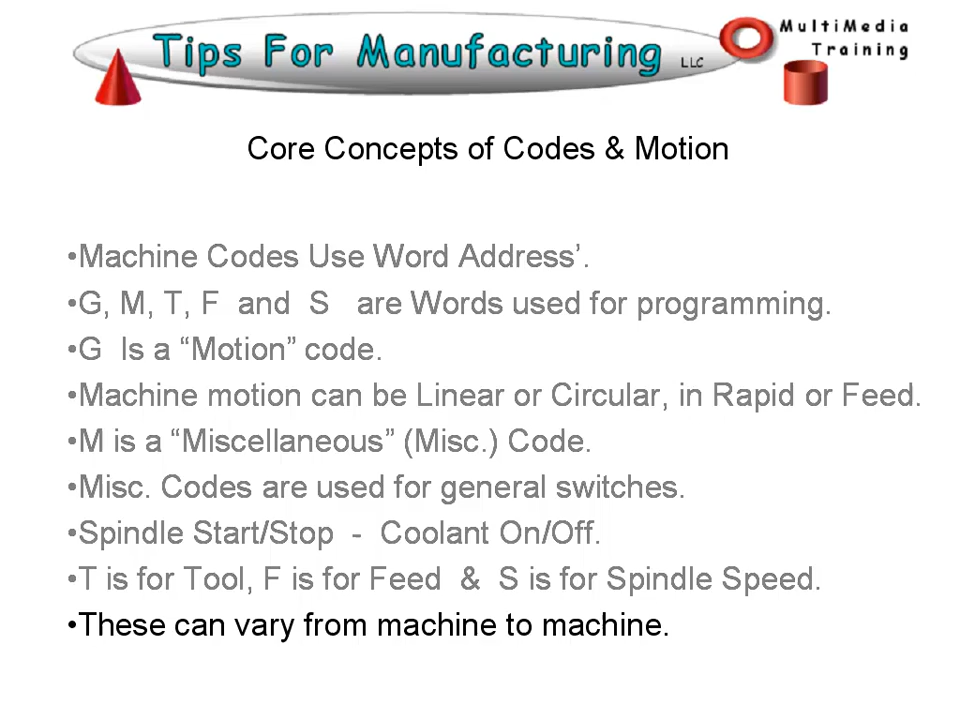 Tips For Manufacturing LLC
MultiMedia
Training
Core Concepts of Codes & Motion
•Machine Codes Use Word Address’.
•G, M, T, F and S are Words used for programming.
•G Is a “Motion” code.
•Machine motion can be Linear or Circular, in Rapid or Feed.
•M is a “Miscellaneous” (Misc.) Code.
•Misc. Codes are used for general switches.
•Spindle Start/Stop - Coolant On/Off.
•T is for Tool, F is for Feed & S is for Spindle Speed.
•These can vary from machine to machine.